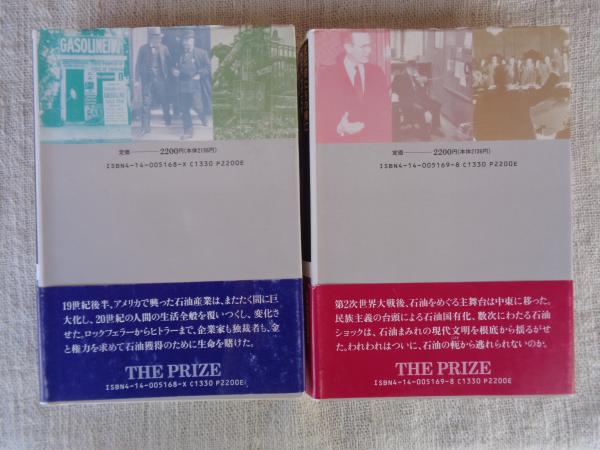 GASOLINE
定価────2200円(本体2136円)
ISBN4-14-005168-X C1330 P2200E
19世紀後半、アメリカで興った石油産業は、またたく間に巨
大化し、20世紀の人間の生活全般を覆いつくし、変化さ
せた。ロックフェラーからヒトラーまで、企業家も独裁者も、金
と権力を求めて石油獲得のために生命を賭けた。
THE PRIZE
ISBN4-14-005168-X C1330 P2200E
定価────2200円(本体2136円)
ISBN4-14-005169-8 C1330 P2200E
第2次世界大戦後、石油をめぐる主舞台は中東に移った。
民族主義の台頭による石油国有化、数次にわたる石油
ショックは、石油まみれの現代文明を根底から揺るがせ
た。われわれはついに、石油の軛から逃れられないのか。
THE PRIZE
ISBN4-14-005169-8 C1330 P2200E